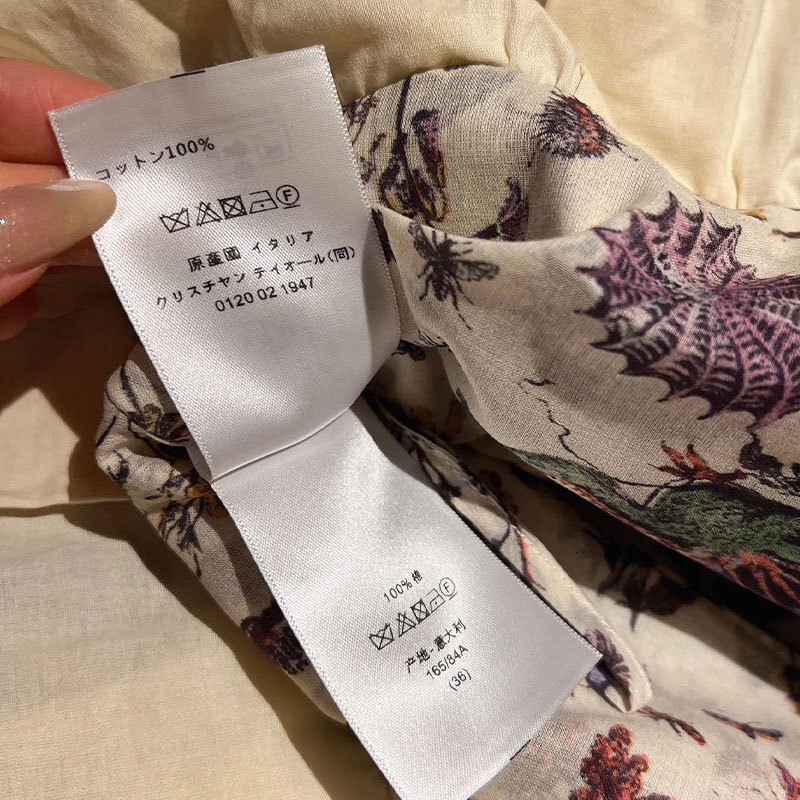 コットン100%
F
原産國 イタリア
クリスチャン ディオール(同)
0120 02 1947
100% 棉
F
产地-意大利
165/84A
(36)